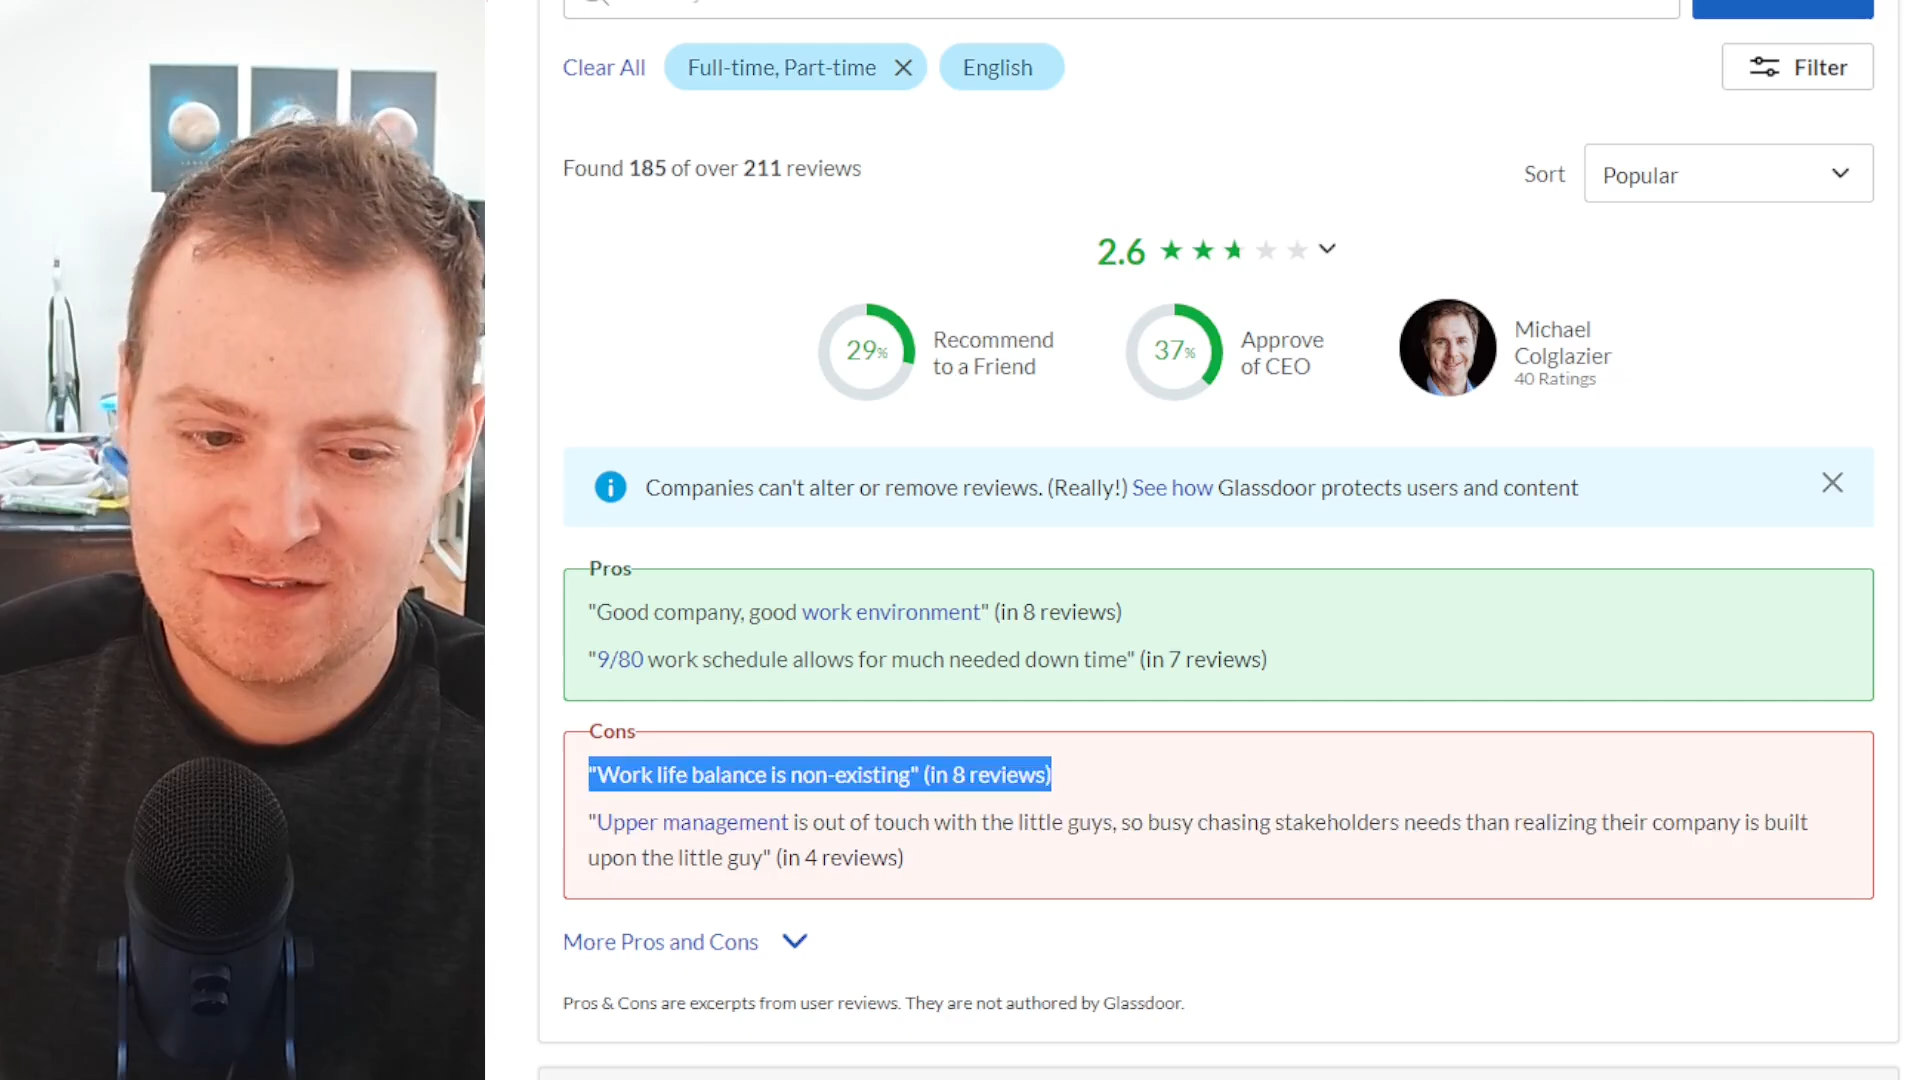 Clear All
Full-time, Part-time
English
Filter
Found 185 of over 211 reviews
Sort
Popular
2.6
29%
Recommend
to a Friend
37%
Approve
of CEO
Michael
Colglazier
40 Ratings
Companies can't alter or remove reviews. (Really!) See how Glassdoor protects users and content
Pros
"Good company, good work environment" (in 8 reviews)
"9/80 work schedule allows for much needed down time" (in 7 reviews)
Cons
"Work life balance is non-existing" (in 8 reviews)
"Upper management is out of touch with the little guys, so busy chasing stakeholders needs than realizing their company is built
upon the little guy" (in 4 reviews)
More Pros and Cons
Pros & Cons are excerpts from user reviews. They are not authored by Glassdoor.